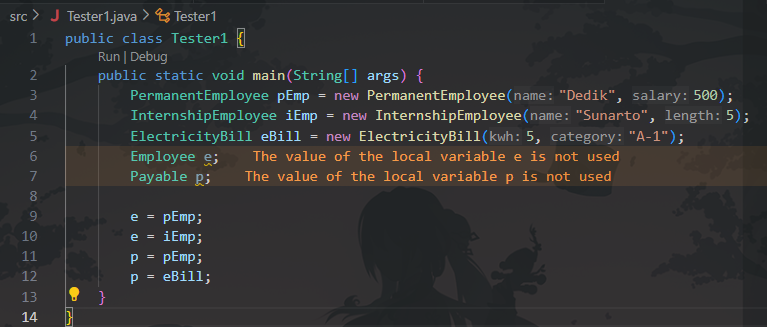 src > J Tester1.java > Tester1
1 public class Tester1 {
Run | Debug
2 public static void main(String[] args) {
3 PermanentEmployee pEmp = new PermanentEmployee(name: "Dedik", salary: 500);
4 InternshipEmployee iEmp = new InternshipEmployee(name: "Sunarto", length: 5);
5 ElectricityBill eBill = new ElectricityBill(kwh: 5, category: "A-1");
6 Employee e; The value of the local variable e is not used
7 Payable p; The value of the local variable p is not used
8
9 e = pEmp;
10 e = iEmp;
11 p = pEmp;
12 p = eBill;
13 }
14 }